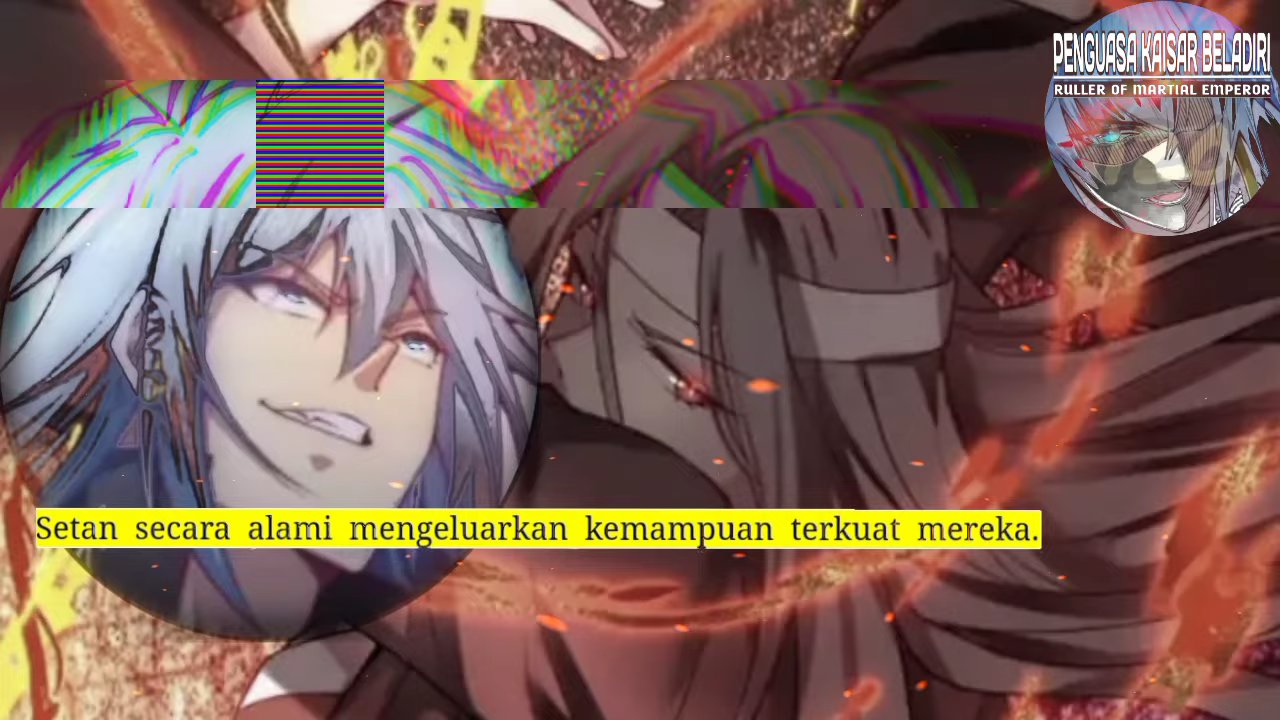 PENGUASA KAISAR BELADIRI
RULLER OF MARTIAL EMPEROR
Setan secara alami mengeluarkan kemampuan terkuat mereka.